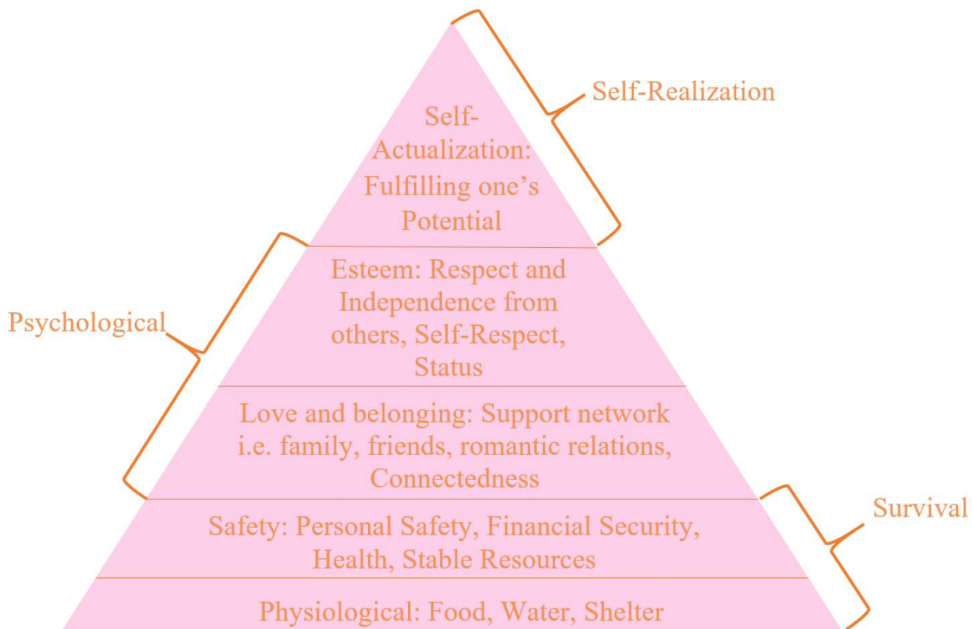 Self-Realization
Self-
Actualization:
Fulfilling one’s
Potential
Psychological
Esteem: Respect and
Independence from
others, Self-Respect,
Status
Love and belonging: Support network
i.e. family, friends, romantic relations,
Connectedness
Survival
Safety: Personal Safety, Financial Security,
Health, Stable Resources
Physiological: Food, Water, Shelter